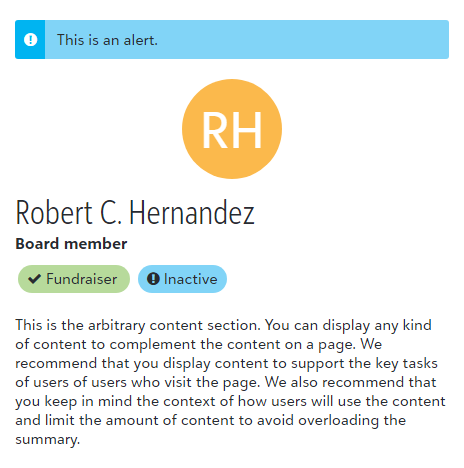 This is an alert.
RH
Robert C. Hernandez
Board member
Fundraiser Inactive
This is the arbitrary content section. You can display any kind
of content to complement the content on a page. We
recommend that you display content to support the key tasks
of users of users who visit the page. We also recommend that
you keep in mind the context of how users will use the content
and limit the amount of content to avoid overloading the
summary.